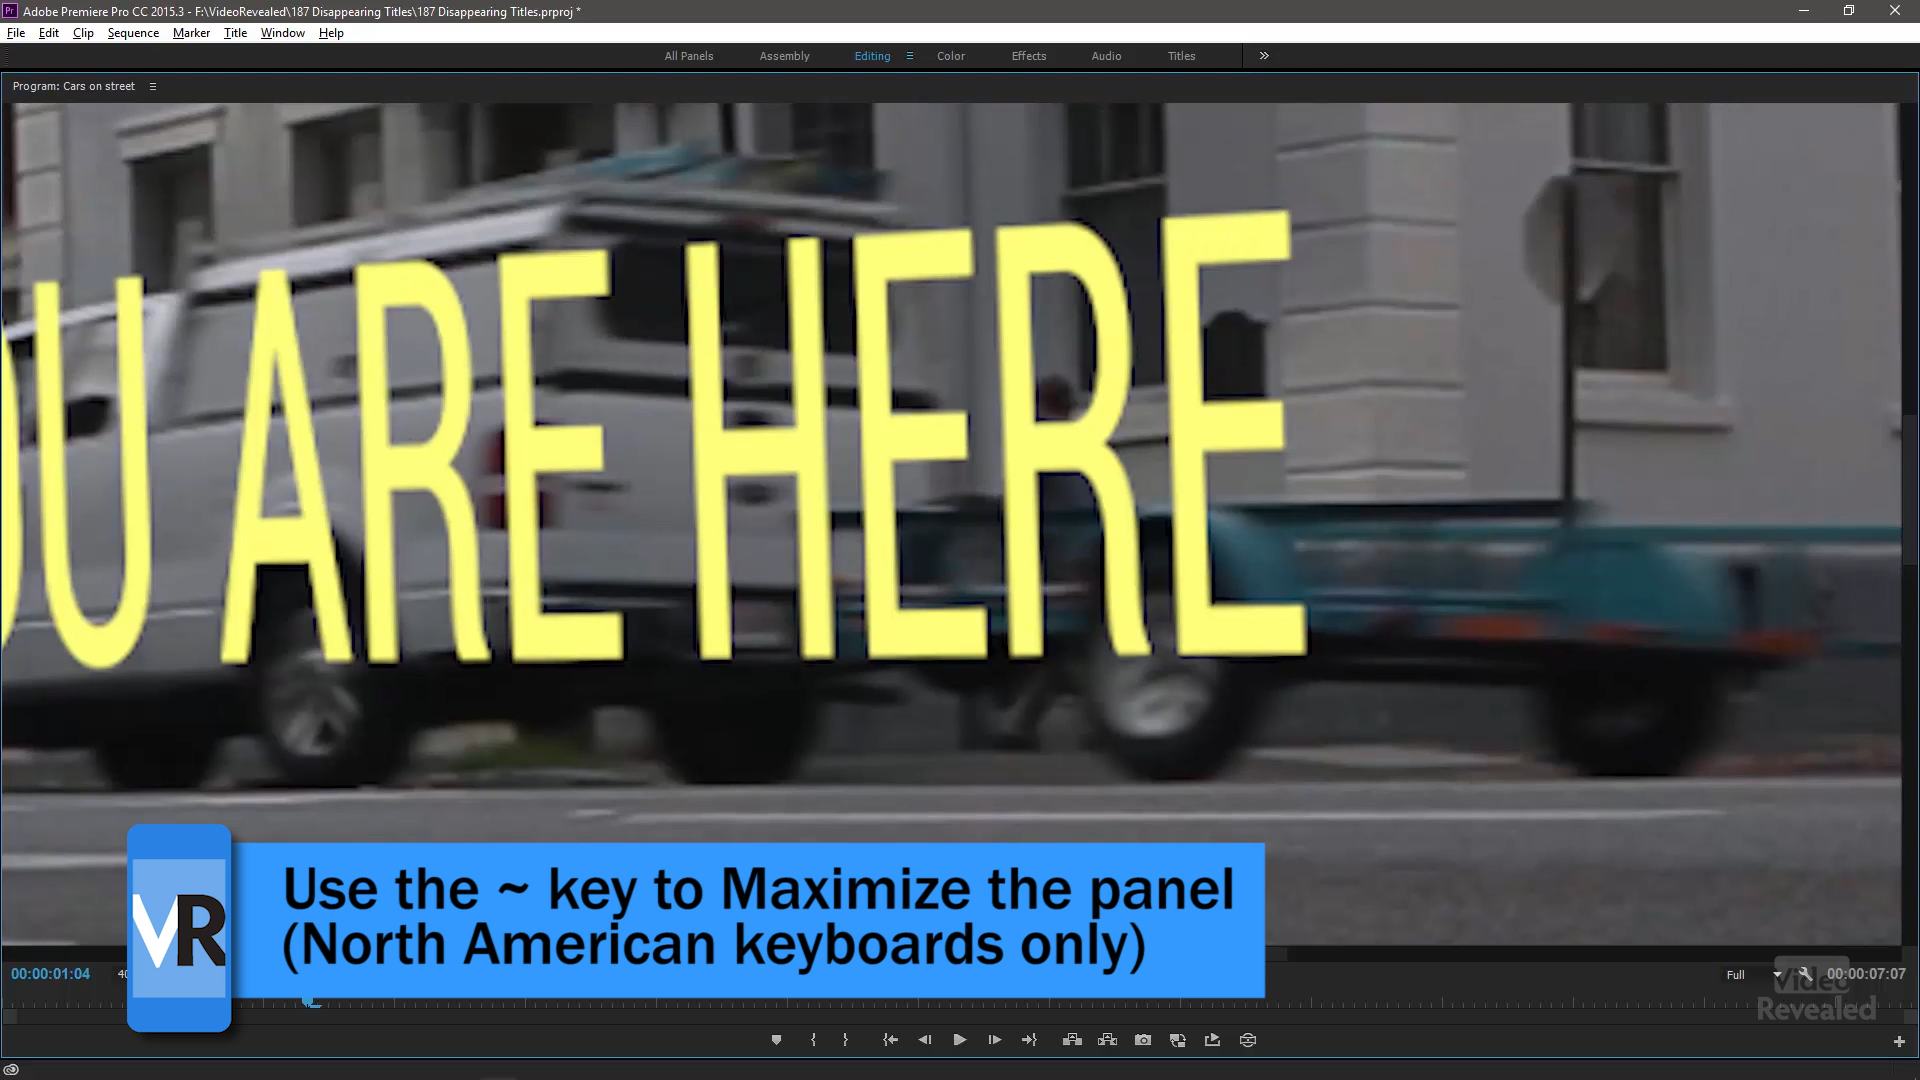 Adobe Premiere Pro CC 2015.3 - F:\VideoRevealed\187 Disappearing Titles\187 Disappearing Titles.prproj *
File Edit Clip Sequence Marker Title Window Help
All Panels Assembly Editing Color Effects Audio Titles
Program: Cars on street
OU ARE HERE
VR
Use the ~ key to Maximize the panel
(North American keyboards only)
00:00:01:04 40 Full 00:00:07:07
Video
Revealed